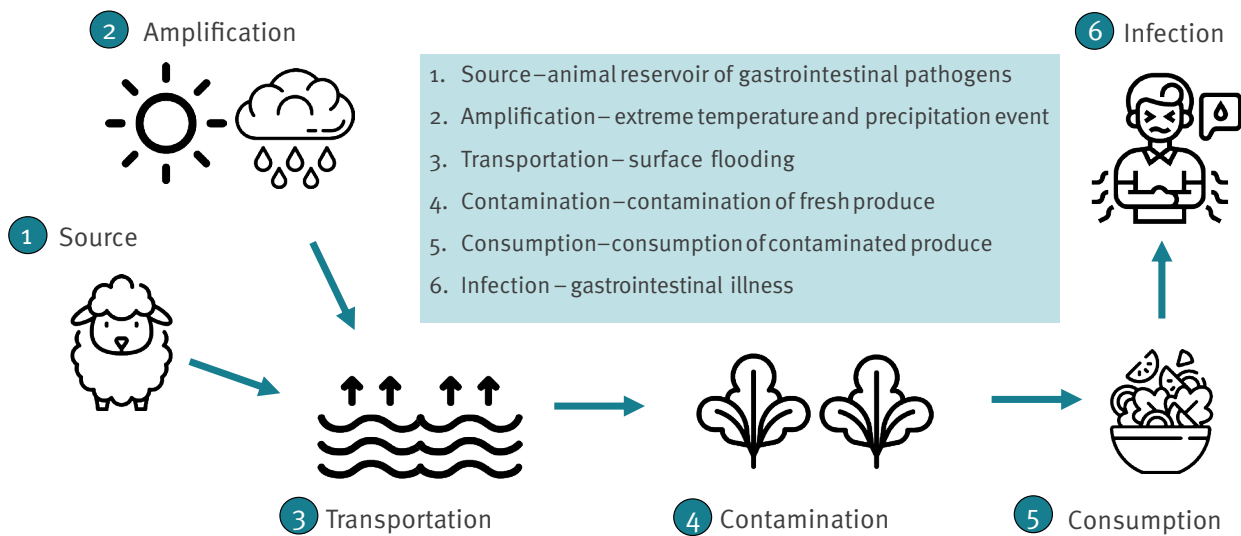 2 Amplification
6 Infection
1. Source–animal reservoir of gastrointestinal pathogens
2. Amplification–extreme temperature and precipitation event
3. Transportation–surface flooding
4. Contamination–contamination of fresh produce
5. Consumption–consumption of contaminated produce
6. Infection – gastrointestinal illness
1 Source
3 Transportation
4 Contamination
5 Consumption